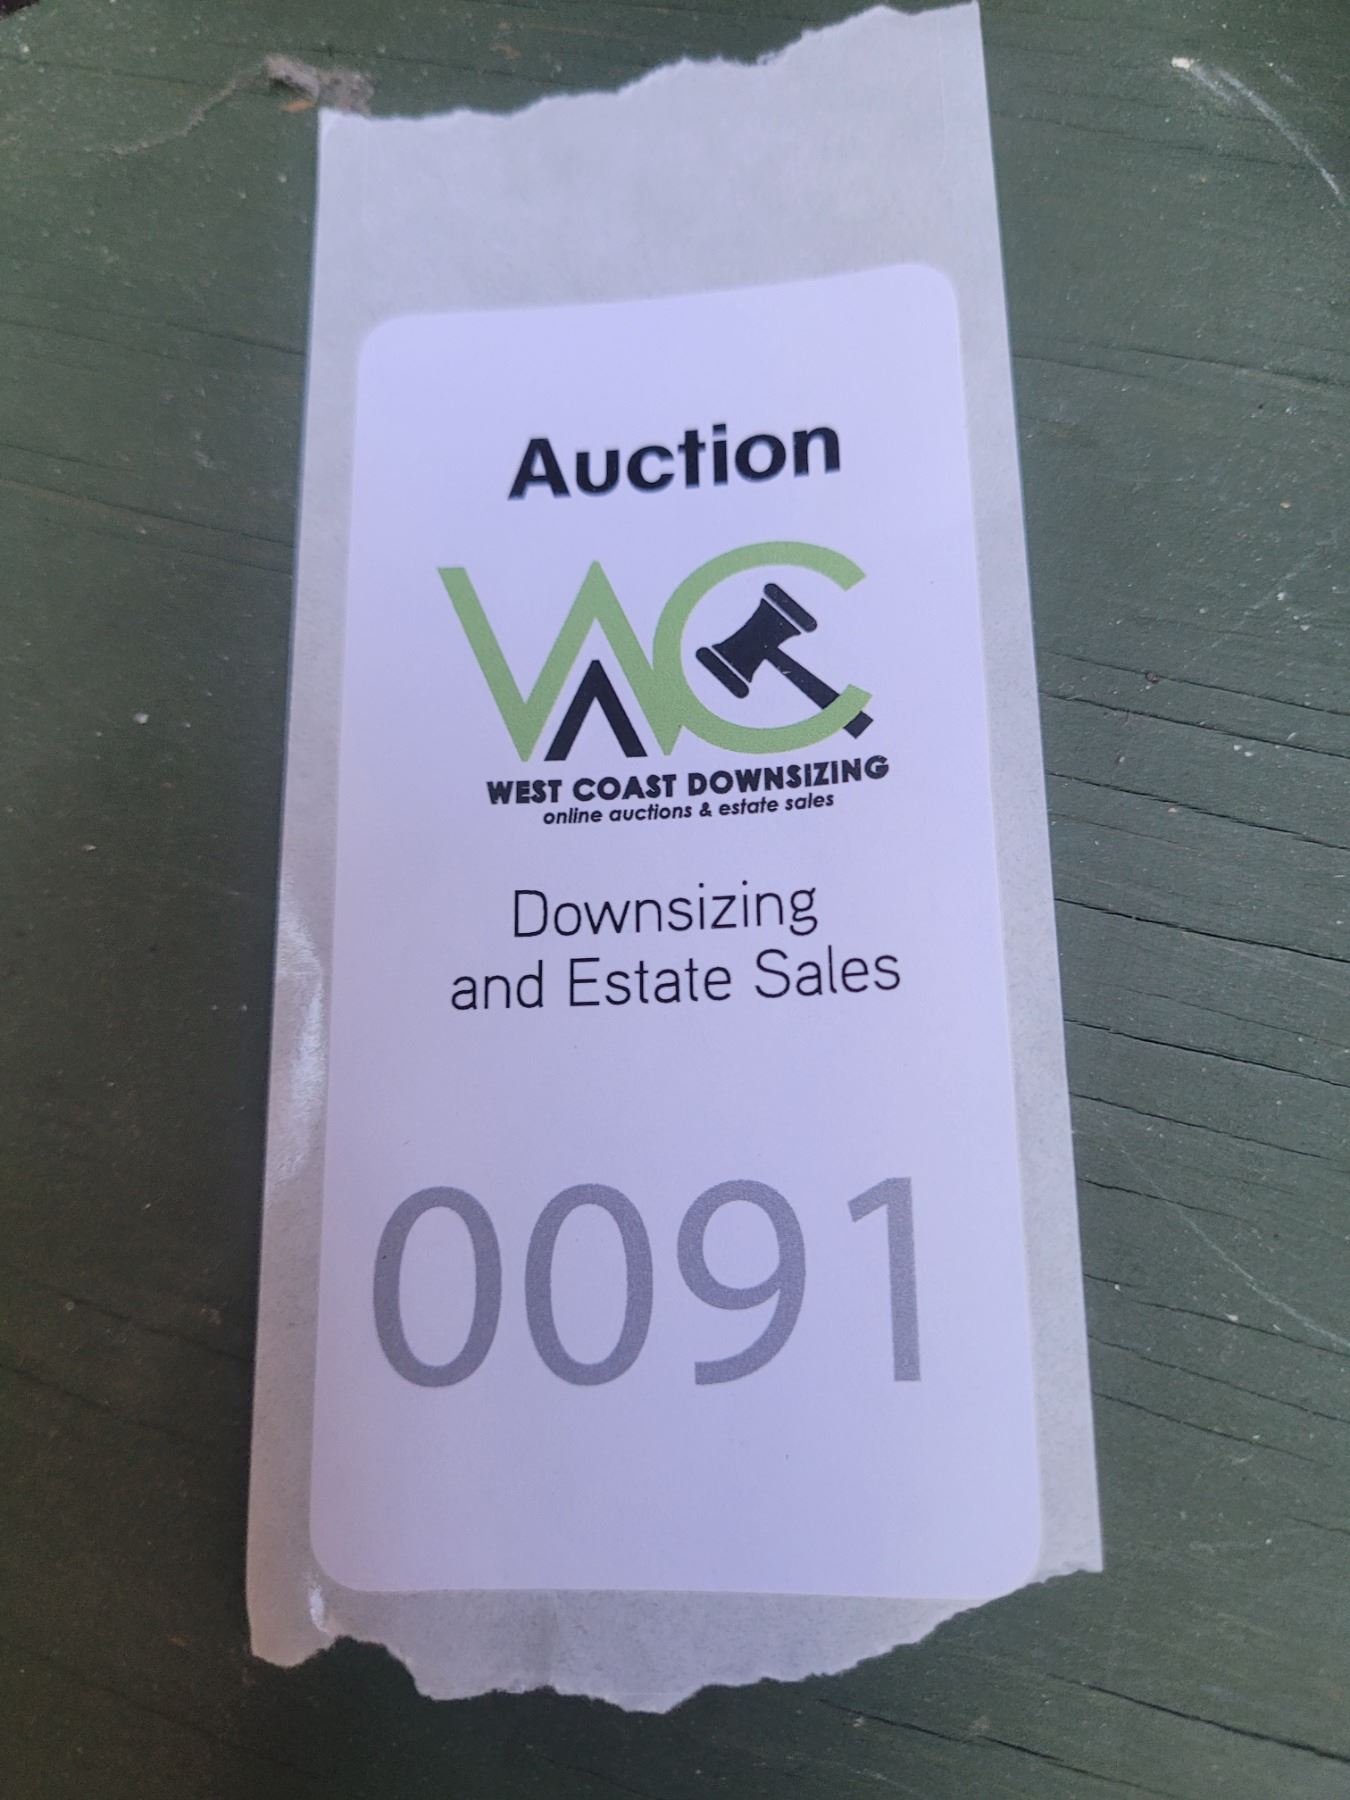 Auction
WC
WEST COAST DOWNSIZING
online auctions & estate sales
Downsizing
and Estate Sales
0091